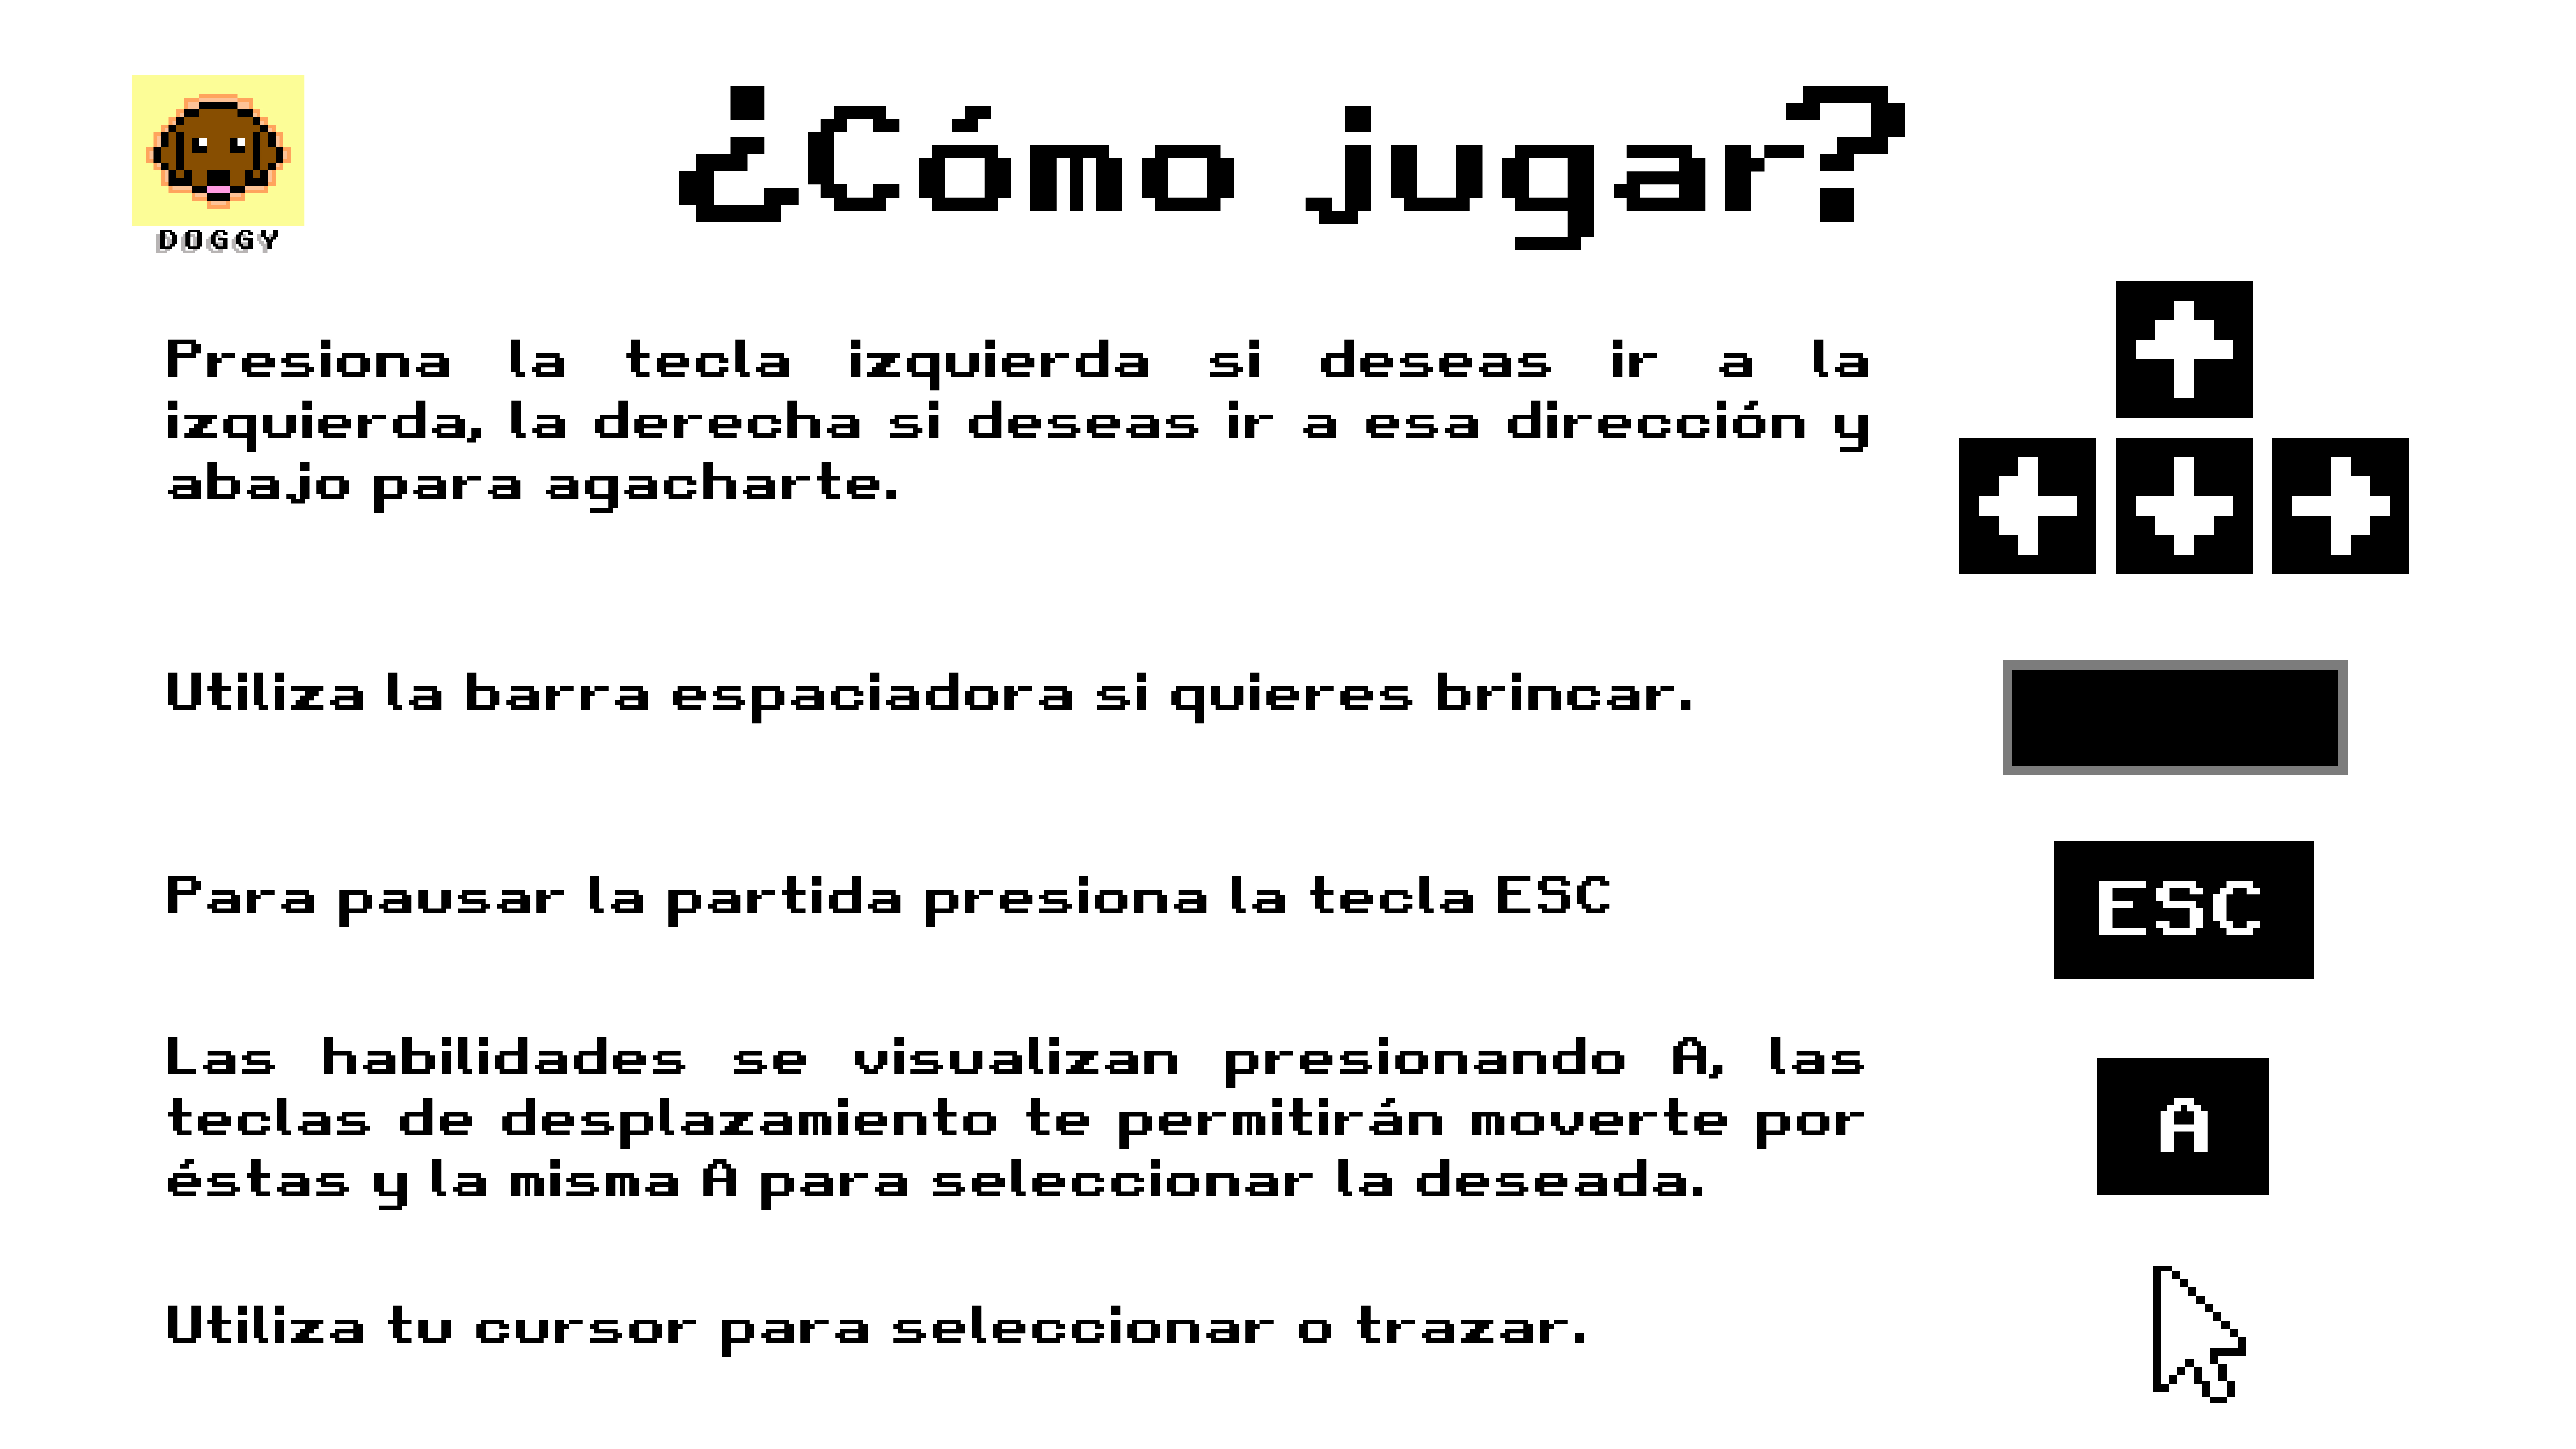 ¿Cómo jugar?
DOGGY
Presiona la tecla izquierda si deseas ir a la
izquierda, la derecha si deseas ir a esa dirección y
abajo para agacharte.
Utiliza la barra espaciadora si quieres brincar.
Para pausar la partida presiona la tecla ESC
ESC
Las habilidades se visualizan presionando A, las
teclas de desplazamiento te permitirán moverte por
éstas y la misma A para seleccionar la deseada.
A
Utiliza tu cursor para seleccionar o trazar.